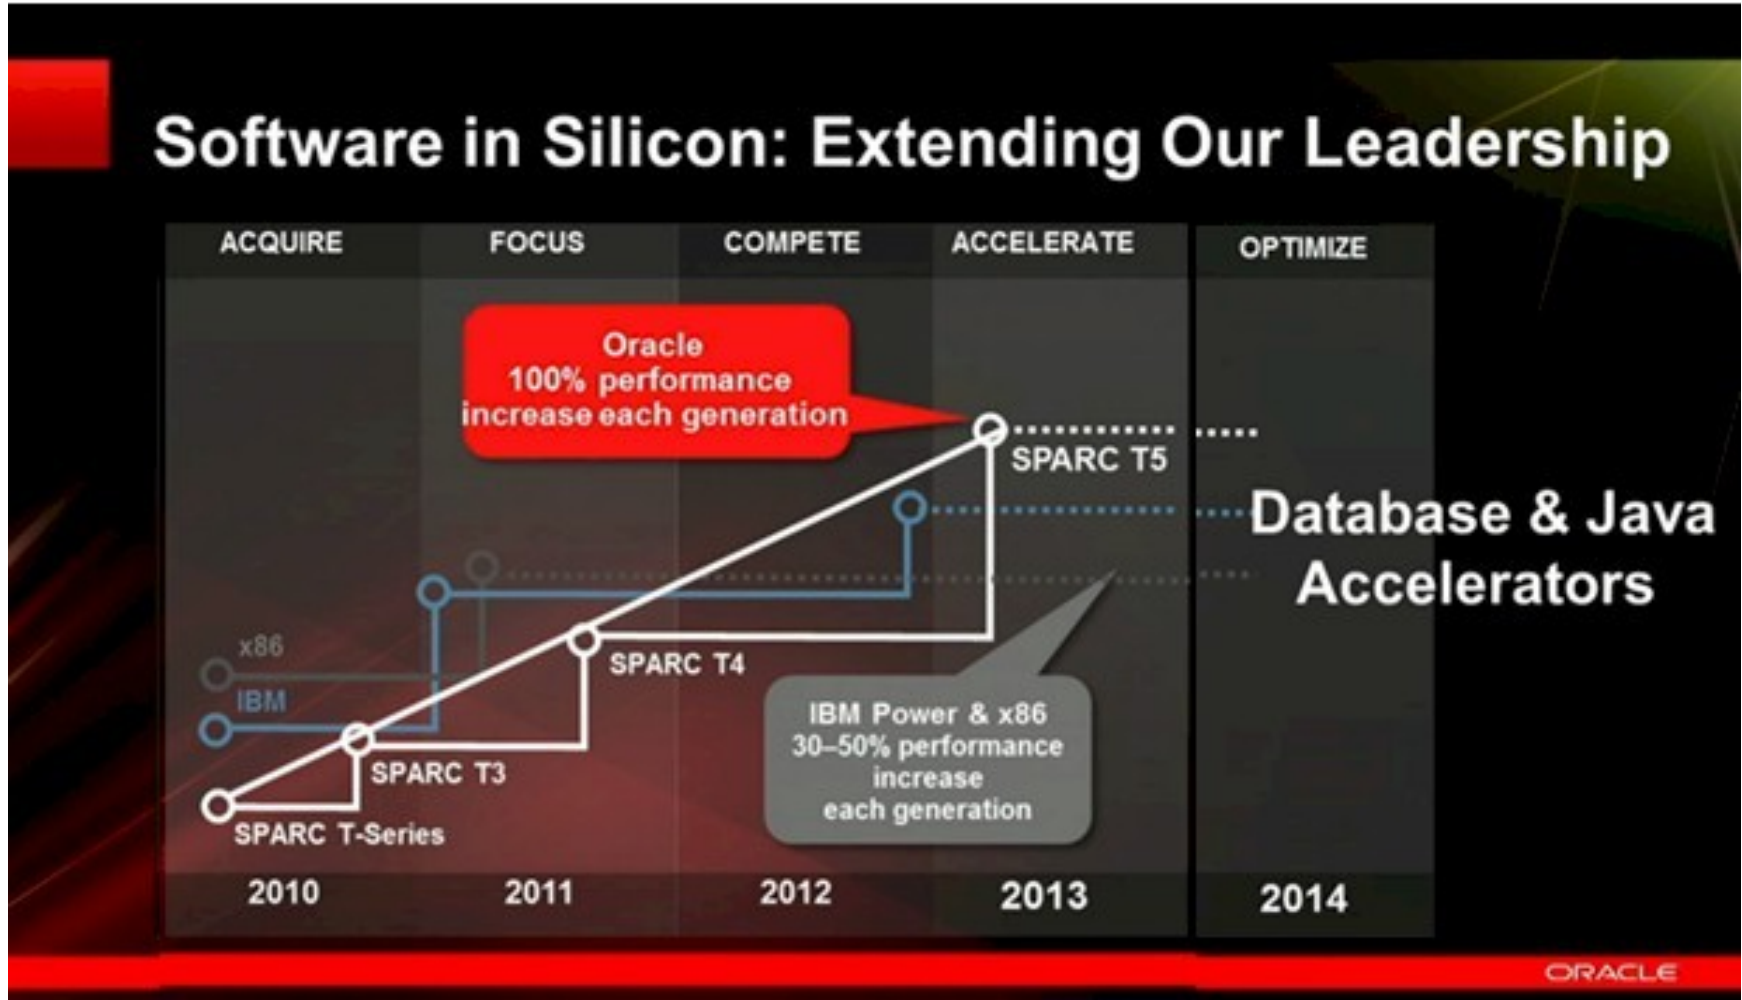 Software in Silicon: Extending Our Leadership
ACQUIRE
FOCUS
COMPETE
ACCELERATE
OPTIMIZE
Oracle
100% performance
increase each generation
SPARC T5
Database & Java
Accelerators
x86
IBM
SPARC T4
SPARC T3
SPARC T-Series
IBM Power & x86
30–50% performance
increase
each generation
2010
2011
2012
2013
2014
ORACLE